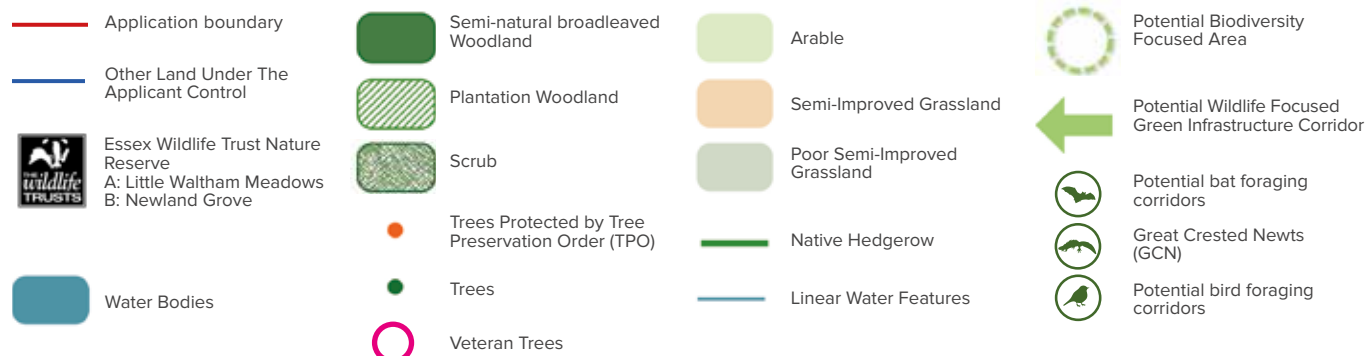 Application boundary
Other Land Under The
Applicant Control
THE
wildlife
TRUSTS
Essex Wildlife Trust Nature
Reserve
A: Little Waltham Meadows
B: Newland Grove
Water Bodies
Semi-natural broadleaved
Woodland
Plantation Woodland
Scrub
Trees Protected by Tree
Preservation Order (TPO)
Trees
Veteran Trees
Arable
Semi-Improved Grassland
Poor Semi-Improved
Grassland
Native Hedgerow
Linear Water Features
Potential Biodiversity
Focused Area
Potential Wildlife Focused
Green Infrastructure Corridor
Potential bat foraging
corridors
Great Crested Newts
(GCN)
Potential bird foraging
corridors